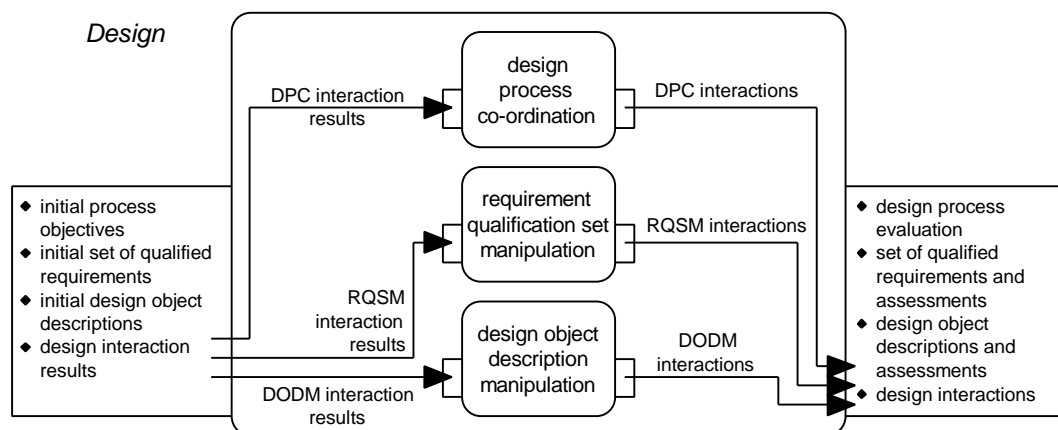 Design
design
process
co-ordination
DPC interaction
results
DPC interactions
◆ initial process
objectives
◆ initial set of qualified
requirements
◆ initial design object
descriptions
◆ design interaction
results
requirement
qualification set
manipulation
RQSM interactions
RQSM
interaction
results
design object
description
manipulation
DODM
interactions
DODM interaction
results
◆ design process
evaluation
◆ set of qualified
requirements and
assessments
◆ design object
descriptions and
assessments
◆ design interactions